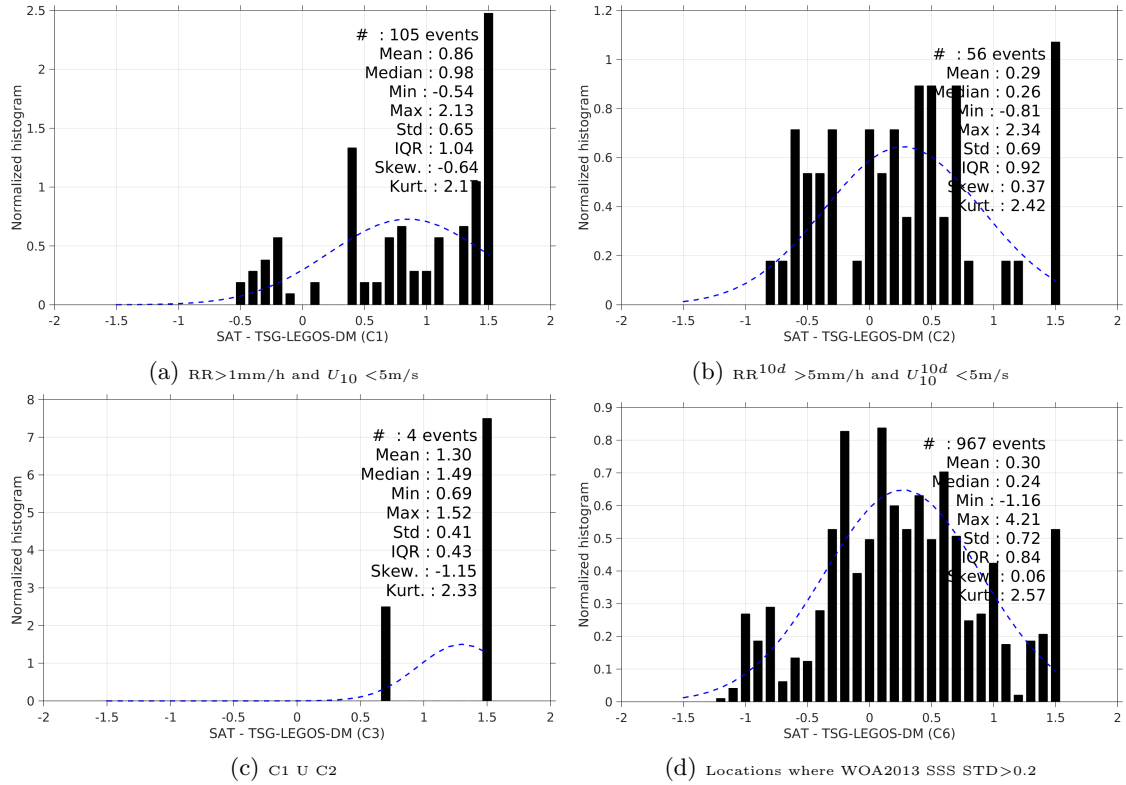 2.5
2
1.5
1
0.5
0
Normalized histogram
# : 105 events
Mean : 0.86
Median : 0.98
Min : -0.54
Max : 2.13
Std : 0.65
IQR : 1.04
Skew. : -0.64
Kurt. : 2.17
-2 -1.5 -1 -0.5 0 0.5 1 1.5 2
SAT - TSG-LEGOS-DM (C1)
(a) RR>1mm/h and U10 <5m/s
1.2
1
0.8
0.6
0.4
0.2
0
Normalized histogram
# : 56 events
Mean : 0.29
Median : 0.26
Min : -0.81
Max : 2.34
Std : 0.69
IQR : 0.92
Skew. : 0.37
Kurt. : 2.42
-2 -1.5 -1 -0.5 0 0.5 1 1.5 2
SAT - TSG-LEGOS-DM (C2)
(b) RR10d >5mm/h and U10 10d <5m/s
8
7
6
5
4
3
2
1
0
Normalized histogram
# : 4 events
Mean : 1.30
Median : 1.49
Min : 0.69
Max : 1.52
Std : 0.41
IQR : 0.43
Skew. : -1.15
Kurt. : 2.33
-2 -1.5 -1 -0.5 0 0.5 1 1.5 2
SAT - TSG-LEGOS-DM (C3)
(c) C1 U C2
0.9
0.8
0.7
0.6
0.5
0.4
0.3
0.2
0.1
0
Normalized histogram
# : 967 events
Mean : 0.30
Median : 0.24
Min : -1.16
Max : 4.21
Std : 0.72
IQR : 0.84
Skew. : 0.06
Kurt. : 2.57
-2 -1.5 -1 -0.5 0 0.5 1 1.5 2
SAT - TSG-LEGOS-DM (C6)
(d) Locations where WOA2013 SSS STD>0.2